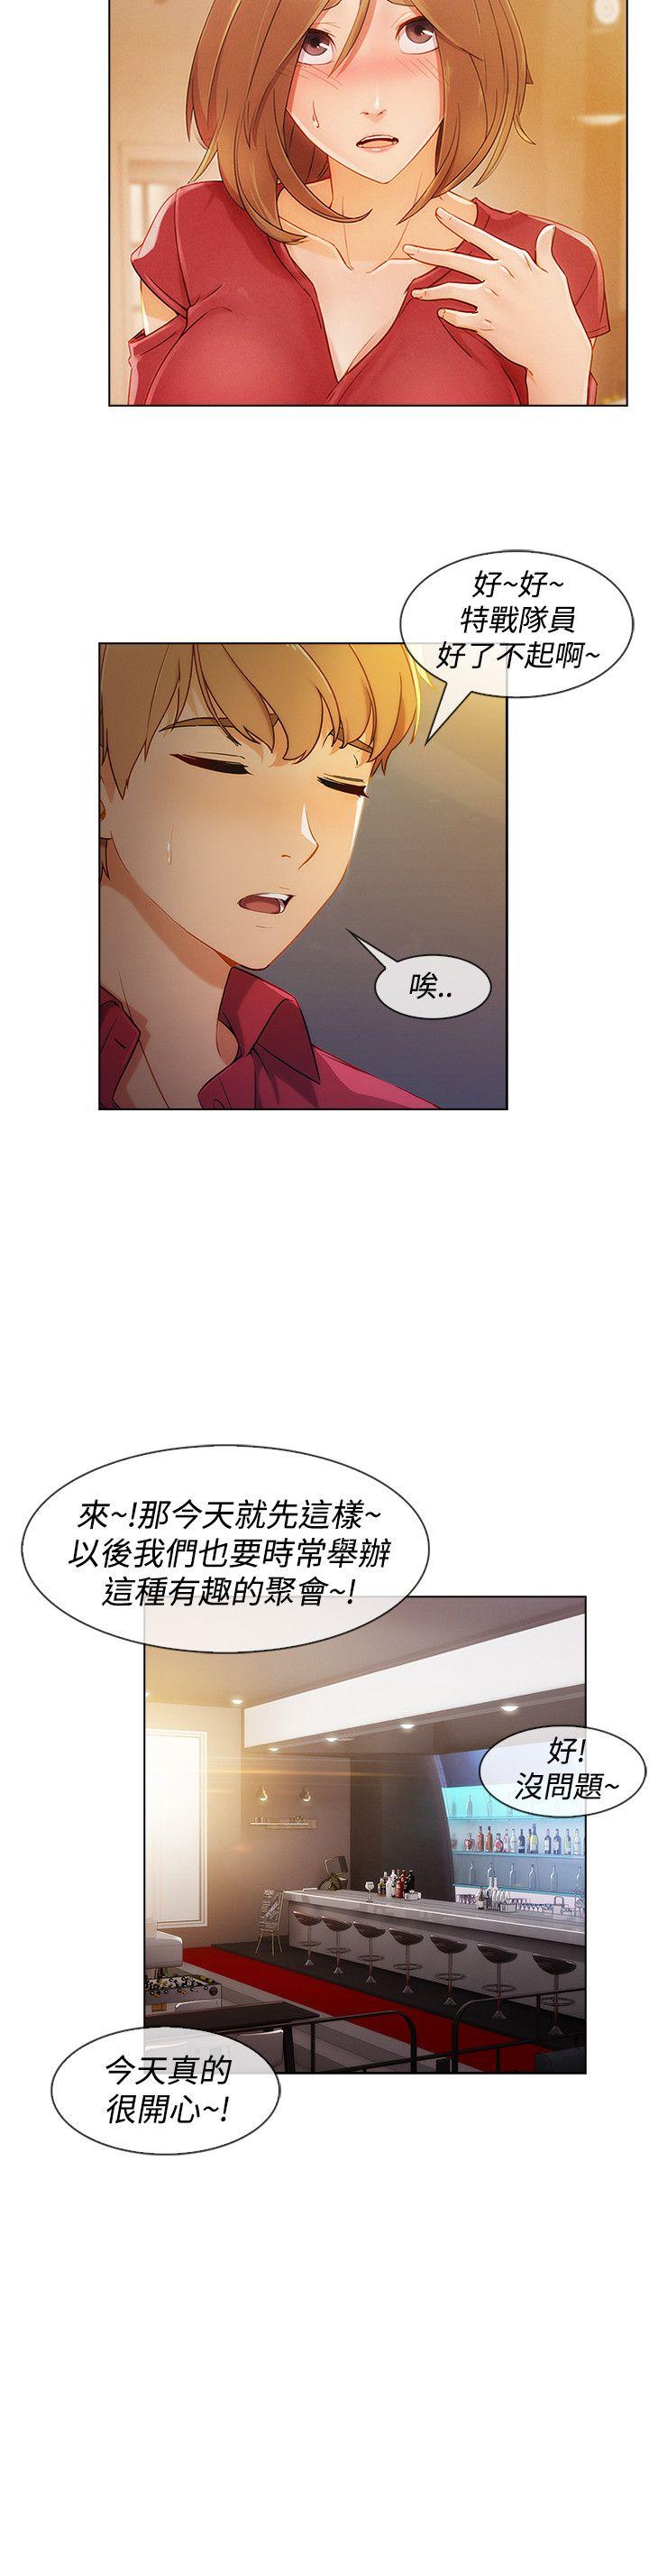 好~好~
特戰隊員
好了不起啊~
唉..
來~!那今天就先這樣~
以後我們也要時常舉辦
這種有趣的聚會~!
好!
沒問題~
今天真的
很開心~!